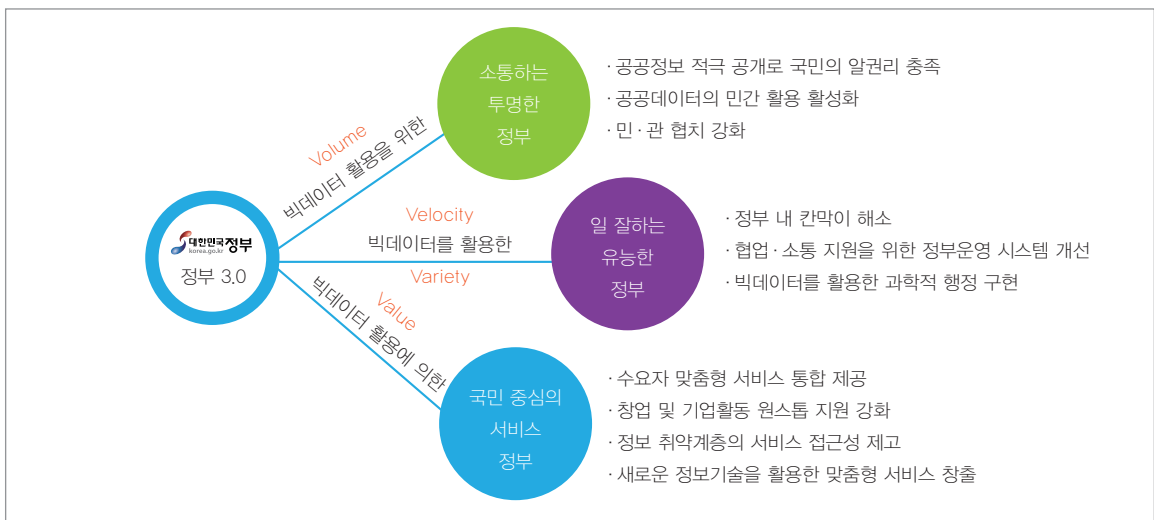 대한민국정부
korea.go.kr
정부 3.0
Volume
빅데이터 활용을 위한
소통하는
투명한
정부
· 공공정보 적극 공개로 국민의 알권리 충족
· 공공데이터의 민간 활용 활성화
· 민·관 협치 강화
Velocity
빅데이터를 활용한
Variety
일 잘하는
유능한
정부
· 정부 내 칸막이 해소
· 협업·소통 지원을 위한 정부운영 시스템 개선
· 빅데이터를 활용한 과학적 행정 구현
Value
빅데이터 활용에 의한
국민 중심의
서비스
정부
· 수요자 맞춤형 서비스 통합 제공
· 창업 및 기업활동 원스톱 지원 강화
· 정보 취약계층의 서비스 접근성 제고
· 새로운 정보기술을 활용한 맞춤형 서비스 창출